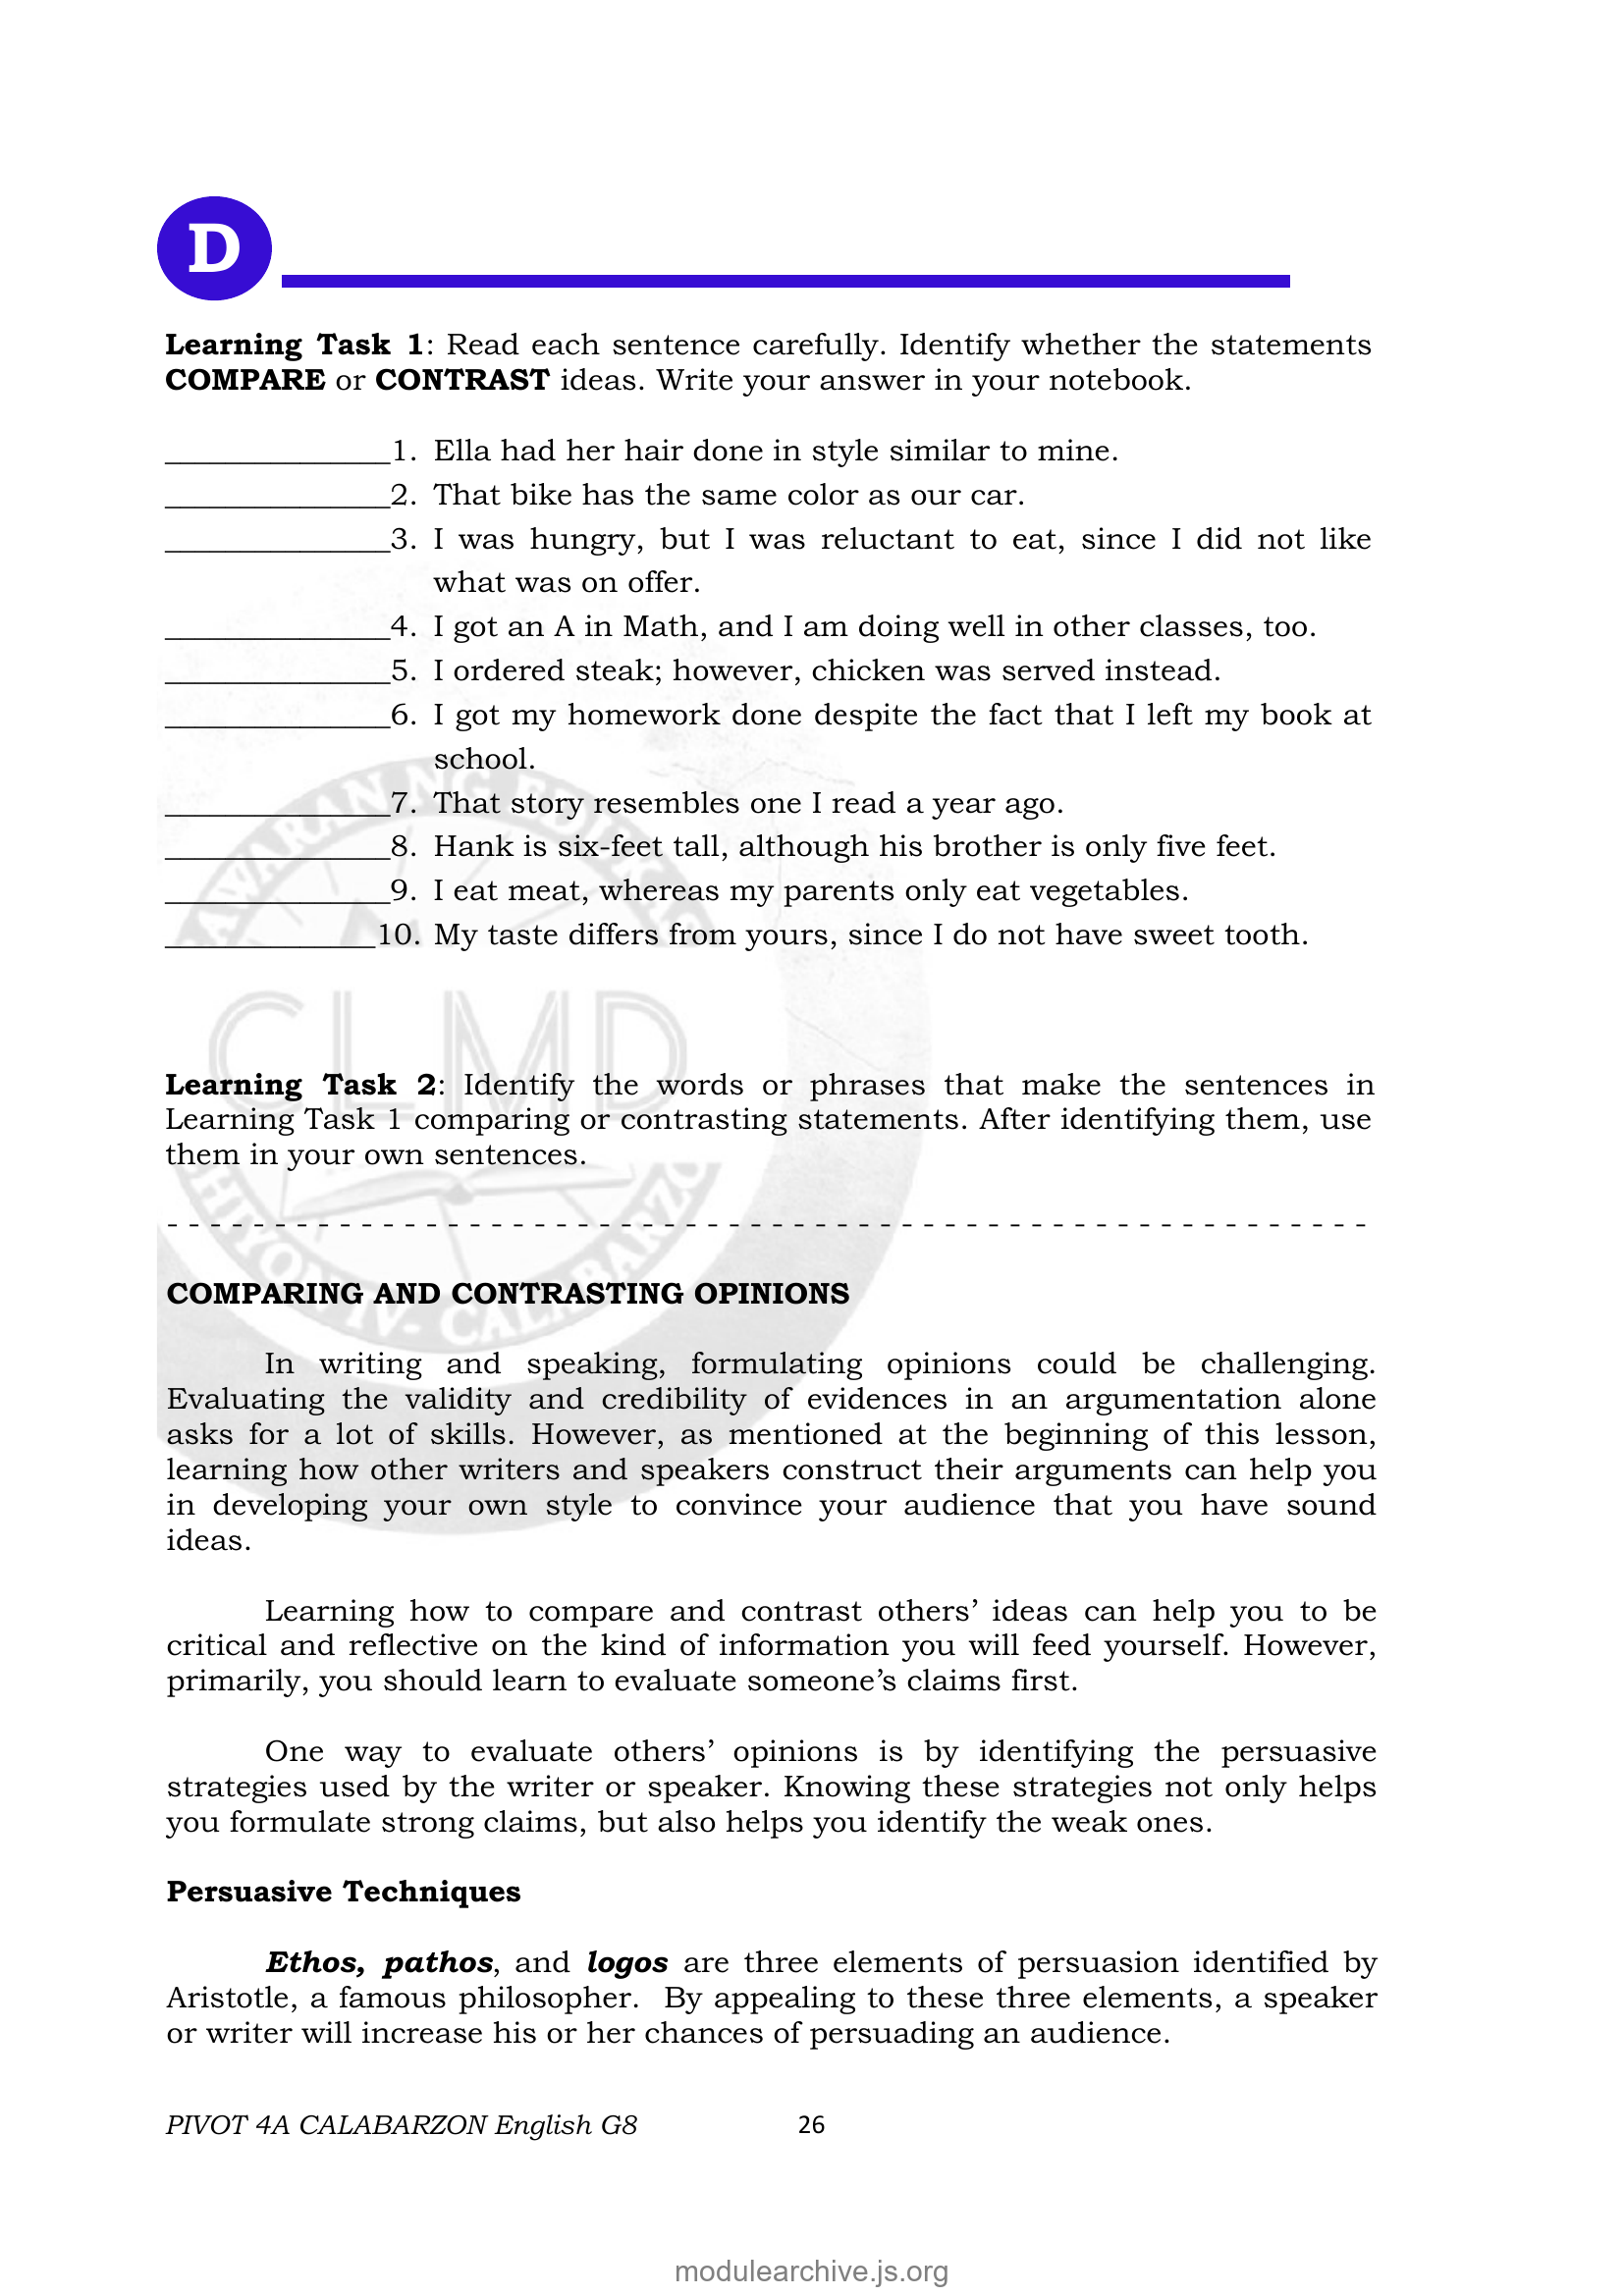 D
Learning Task 1: Read each sentence carefully. Identify whether the statements
COMPARE or CONTRAST ideas. Write your answer in your notebook.
_______________1. Ella had her hair done in style similar to mine.
_______________2. That bike has the same color as our car.
_______________3. I was hungry, but I was reluctant to eat, since I did not like
what was on offer.
_______________4. I got an A in Math, and I am doing well in other classes, too.
_______________5. I ordered steak; however, chicken was served instead.
_______________6. I got my homework done despite the fact that I left my book at
school.
_______________7. That story resembles one I read a year ago.
_______________8. Hank is six-feet tall, although his brother is only five feet.
_______________9. I eat meat, whereas my parents only eat vegetables.
______________10. My taste differs from yours, since I do not have sweet tooth.
CLMD
Learning Task 2: Identify the words or phrases that make the sentences in
Learning Task 1 comparing or contrasting statements. After identifying them, use
them in your own sentences.
- - - - - - - - - - - - - - - - - - - - - - - - - - - - - - - - - - - - - - - - - - - - - - - - - - - - - - - -
COMPARING AND CONTRASTING OPINIONS
In writing and speaking, formulating opinions could be challenging.
Evaluating the validity and credibility of evidences in an argumentation alone
asks for a lot of skills. However, as mentioned at the beginning of this lesson,
learning how other writers and speakers construct their arguments can help you
in developing your own style to convince your audience that you have sound
ideas.
Learning how to compare and contrast others' ideas can help you to be
critical and reflective on the kind of information you will feed yourself. However,
primarily, you should learn to evaluate someone's claims first.
One way to evaluate others' opinions is by identifying the persuasive
strategies used by the writer or speaker. Knowing these strategies not only helps
you formulate strong claims, but also helps you identify the weak ones.
Persuasive Techniques
Ethos, pathos, and logos are three elements of persuasion identified by
Aristotle, a famous philosopher. By appealing to these three elements, a speaker
or writer will increase his or her chances of persuading an audience.
PIVOT 4A CALABARZON English G8 26
modulearchive.js.org